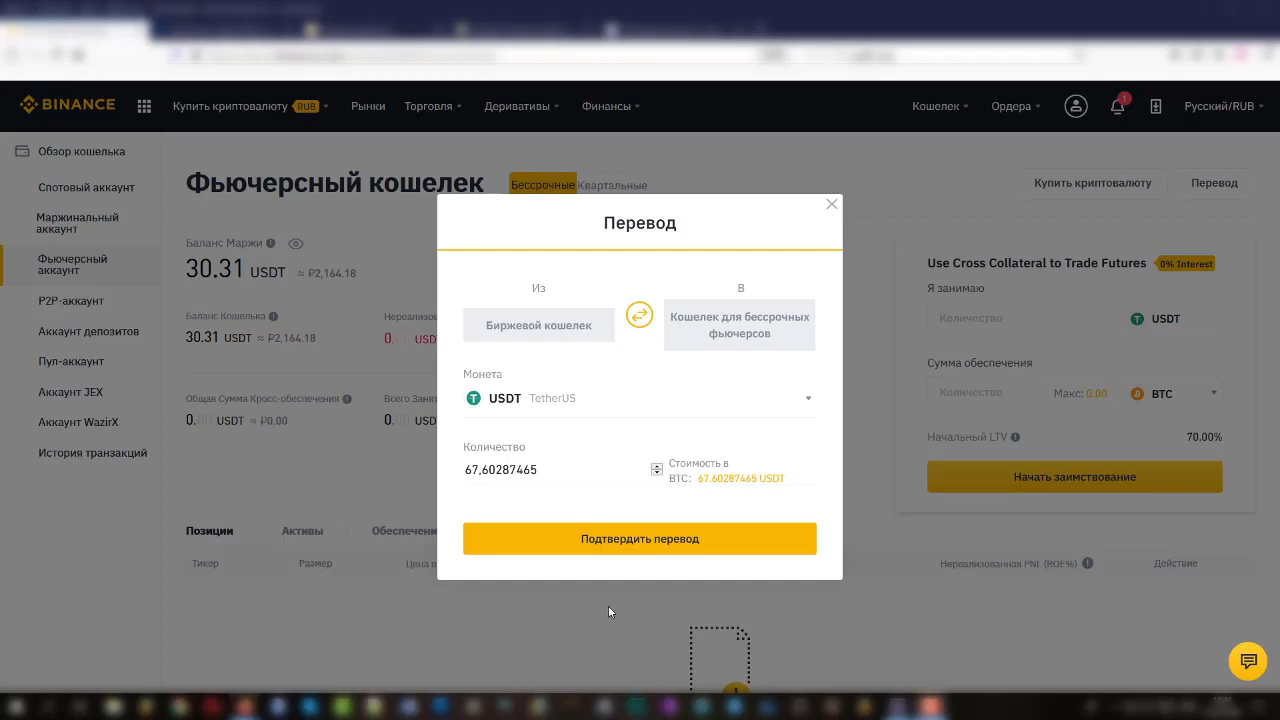 BINANCE
Купить криптовалюту RUB
Рынки
Торговля
Деривативы
Финансы
Кошелек
Ордера
1
Русский/RUB
Обзор кошелька
Спотовый аккаунт
Маржинальный
аккаунт
Фьючерсный
аккаунт
P2P-аккаунт
Аккаунт депозитов
Пул-аккаунт
Аккаунт JEX
Аккаунт WazirX
История транзакций
Фьючерсный кошелек
Бессрочные
Квартальные
Купить криптовалюту
Перевод
Баланс Маржи
30.31 USDT ≈ ₽2,164.18
Баланс Кошелька
30.31 USDT ≈ ₽2,164.18
Общая Сумма Кросс-обеспечения
USDT ≈ ₽0.00
Перевод
Из
В
Биржевой кошелек
Кошелек для бессрочных
фьючерсов
Монета
USDT TetherUS
Количество
67,60287465
Стоимость в
BTC: 67.60287465 USDT
Подтвердить перевод
Use Cross Collateral to Trade Futures 0% Interest
Я занимаю
Количество
USDT
Сумма обеспечения
Количество
Макс: 0.00
BTC
Начальный LTV
70.00%
Начать заимствование
Позиции
Активы
Тикер
Размер
Нереализованная PNL (ROE%)
Действие